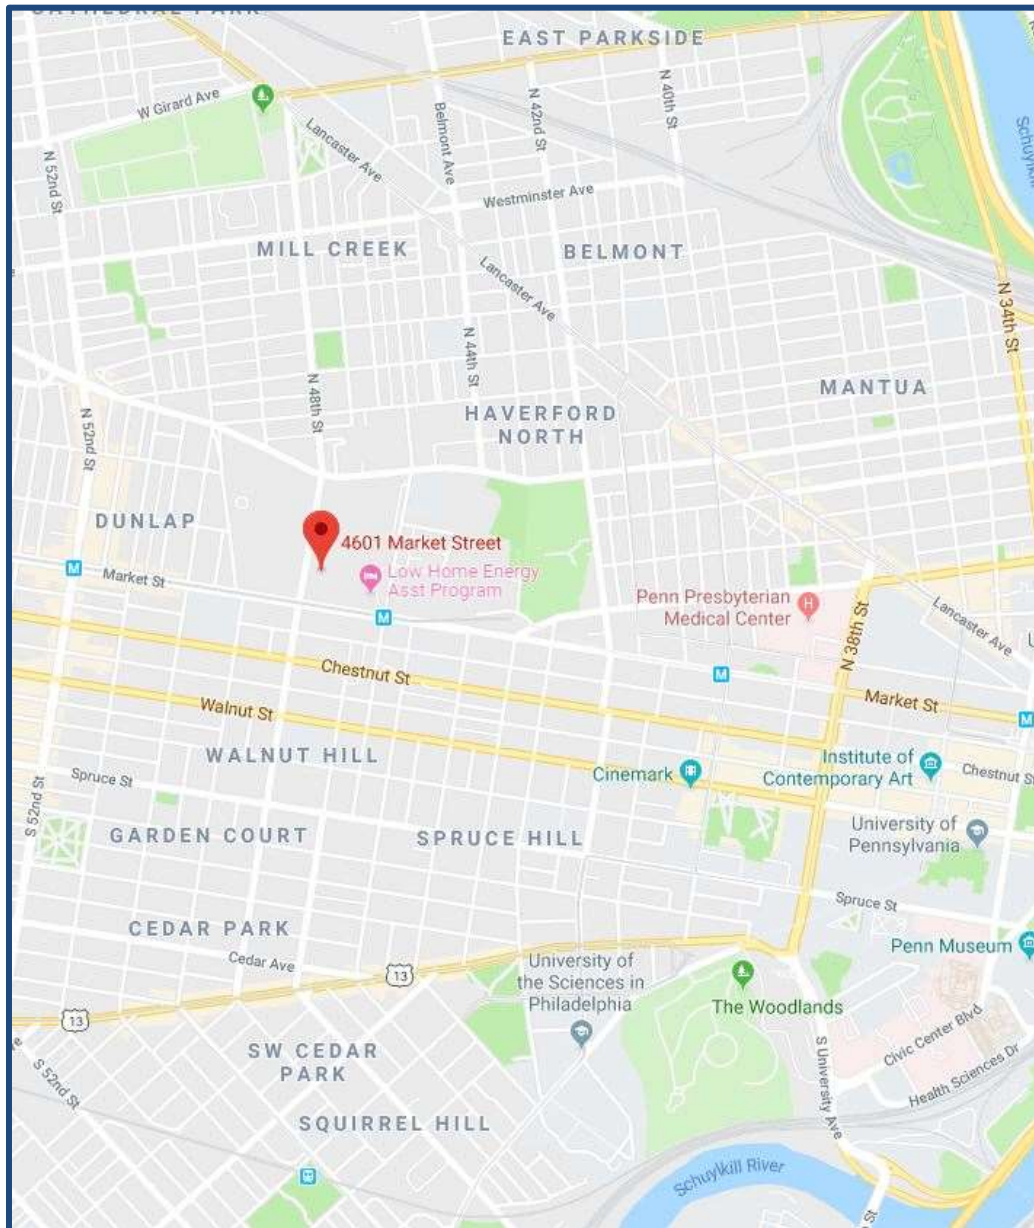 CATHEDRAL PARK
EAST PARKSIDE
W Girard Ave
N 52nd St
Lancaster Ave
Belmont Ave
N 42nd St
N 40th St
Schuylkill
Westminster Ave
MILL CREEK
BELMONT
Lancaster Ave
N 34th St
N 44th St
N 48th St
MANTUA
N 52nd St
HAVERFORD
NORTH
DUNLAP
4601 Market Street
Low Home Energy
Asst Program
Market St
Penn Presbyterian
Medical Center
H
M
M
M
M
N 38th St
Lancaster Ave
Chestnut St
Market St
Walnut St
WALNUT HILL
Cinemark
Institute of
Contemporary Art
Chestnut St
Spruce St
S 52nd St
GARDEN COURT
SPRUCE HILL
University of
Pennsylvania
Spruce St
CEDAR PARK
Cedar Ave
13
13
Penn Museum
University of
the Sciences in
Philadelphia
The Woodlands
S 52nd St
SW CEDAR
PARK
S University Ave
Civic Center Blvd
Health Sciences Dr
SQUIRREL HILL
Schuylkill River